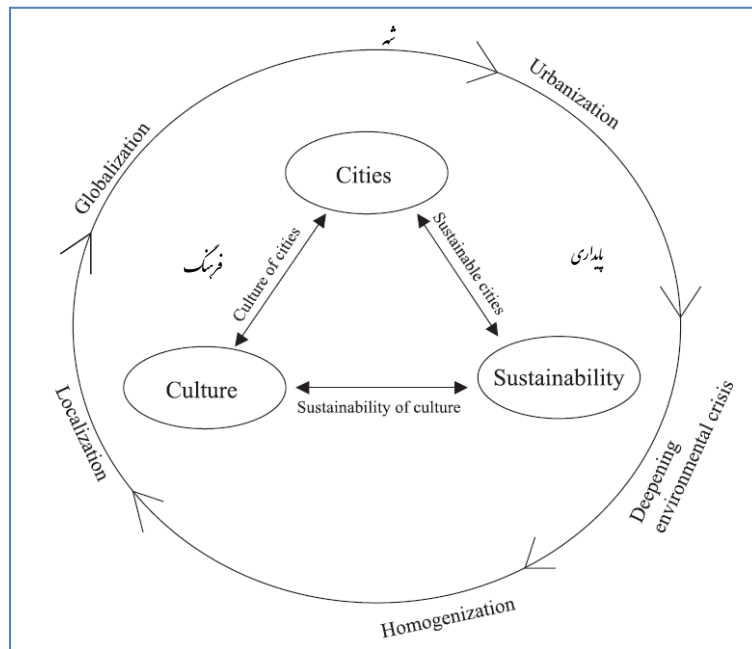 شهر
Urbanization
Globalization
Cities
فرهنگ
Culture of cities
Sustainable cities
پایداری
Culture
Sustainability
Sustainability of culture
Localization
Deepening
environmental crisis
Homogenization